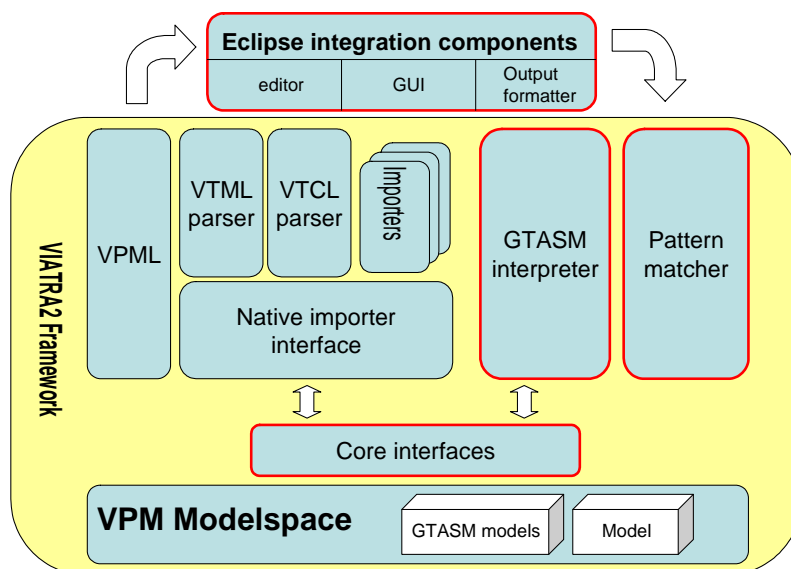 Eclipse integration components
editor
GUI
Output
formatter
VIATRA2 Framework
VPML
VTML
parser
VTCL
parser
Importers
GTASM
interpreter
Pattern
matcher
Native importer
interface
Core interfaces
VPM Modelspace
GTASM models
Model